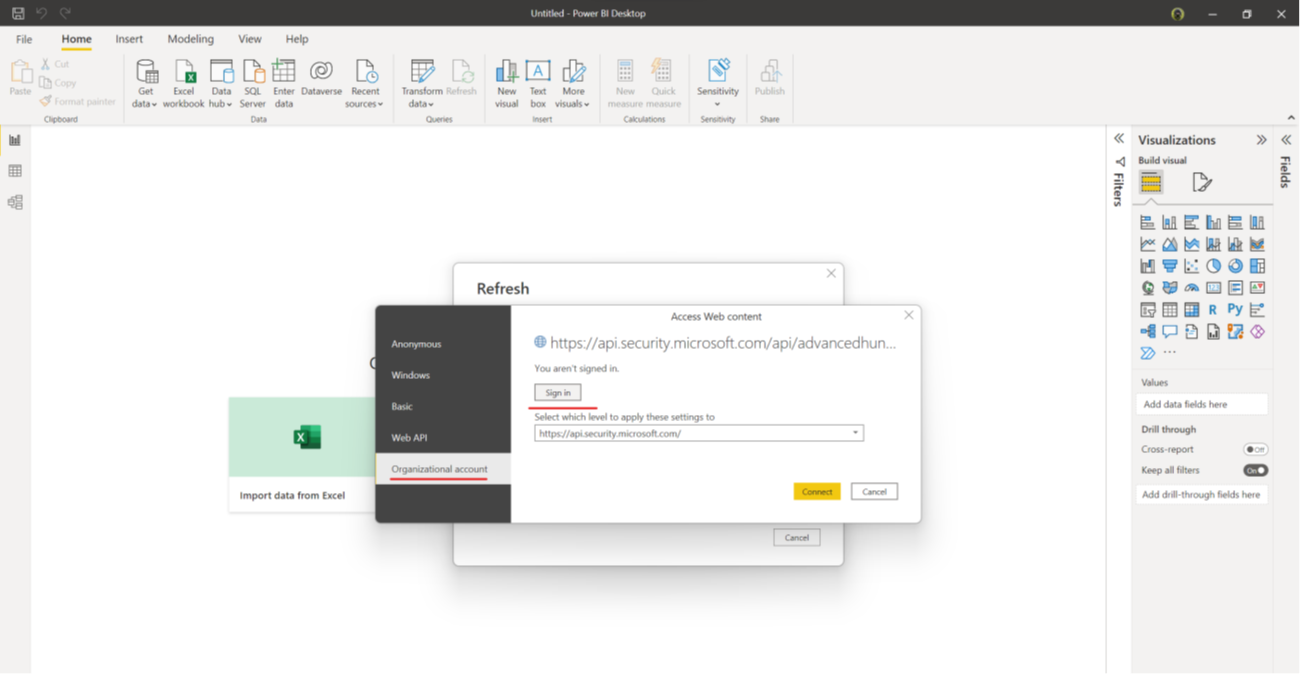 Untitled - Power BI Desktop
File Home Insert Modeling View Help
Paste
Cut
Copy
Format painter
Clipboard
Get data
Excel workbook
Data hub
SQL Server
Enter data
Dataverse
Recent sources
Data
Transform data
Refresh
Queries
New visual
Text box
More visuals
Insert
New measure
Quick measure
Calculations
Sensitivity
Sensitivity
Publish
Share
Filters
Visualizations
Build visual
R Py
Values
Add data fields here
Drill through
Cross-report
Off
Keep all filters
On
Add drill-through fields here
Fields
Import data from Excel
Refresh
Cancel
Access Web content
Anonymous
Windows
Basic
Web API
Organizational account
https://api.security.microsoft.com/api/advancedhun...
You aren't signed in.
Sign in
Select which level to apply these settings to
https://api.security.microsoft.com/
Connect
Cancel